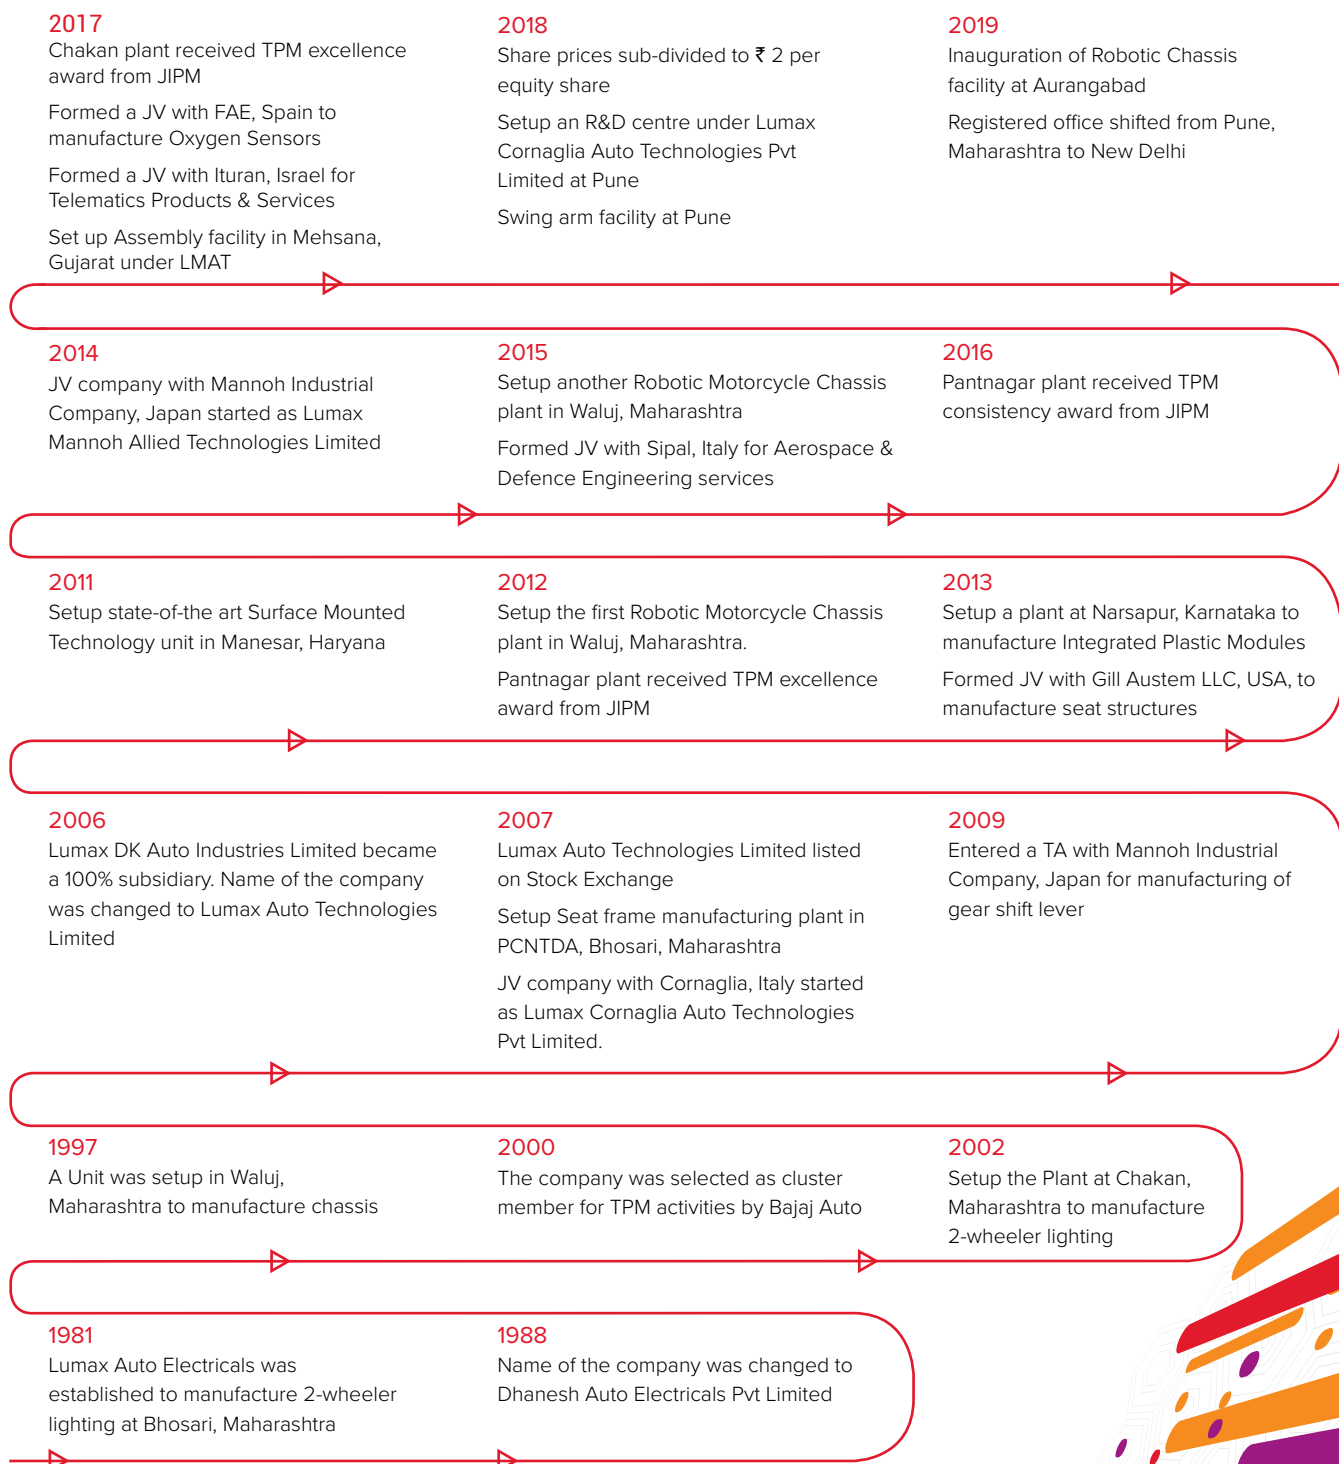 2017
Chakan plant received TPM excellence
award from JIPM
Formed a JV with FAE, Spain to
manufacture Oxygen Sensors
Formed a JV with Ituran, Israel for
Telematics Products & Services
Set up Assembly facility in Mehsana,
Gujarat under LMAT
2018
Share prices sub-divided to ₹ 2 per
equity share
Setup an R&D centre under Lumax
Cornaglia Auto Technologies Pvt
Limited at Pune
Swing arm facility at Pune
2019
Inauguration of Robotic Chassis
facility at Aurangabad
Registered office shifted from Pune,
Maharashtra to New Delhi
2014
JV company with Mannoh Industrial
Company, Japan started as Lumax
Mannoh Allied Technologies Limited
2015
Setup another Robotic Motorcycle Chassis
plant in Waluj, Maharashtra
Formed JV with Sipal, Italy for Aerospace &
Defence Engineering services
2016
Pantnagar plant received TPM
consistency award from JIPM
2011
Setup state-of-the art Surface Mounted
Technology unit in Manesar, Haryana
2012
Setup the first Robotic Motorcycle Chassis
plant in Waluj, Maharashtra.
Pantnagar plant received TPM excellence
award from JIPM
2013
Setup a plant at Narsapur, Karnataka to
manufacture Integrated Plastic Modules
Formed JV with Gill Austem LLC, USA, to
manufacture seat structures
2006
Lumax DK Auto Industries Limited became
a 100% subsidiary. Name of the company
was changed to Lumax Auto Technologies
Limited
2007
Lumax Auto Technologies Limited listed
on Stock Exchange
Setup Seat frame manufacturing plant in
PCNTDA, Bhosari, Maharashtra
JV company with Cornaglia, Italy started
as Lumax Cornaglia Auto Technologies
Pvt Limited.
2009
Entered a TA with Mannoh Industrial
Company, Japan for manufacturing of
gear shift lever
1997
A Unit was setup in Waluj,
Maharashtra to manufacture chassis
2000
The company was selected as cluster
member for TPM activities by Bajaj Auto
2002
Setup the Plant at Chakan,
Maharashtra to manufacture
2-wheeler lighting
1981
Lumax Auto Electricals was
established to manufacture 2-wheeler
lighting at Bhosari, Maharashtra
1988
Name of the company was changed to
Dhanesh Auto Electricals Pvt Limited